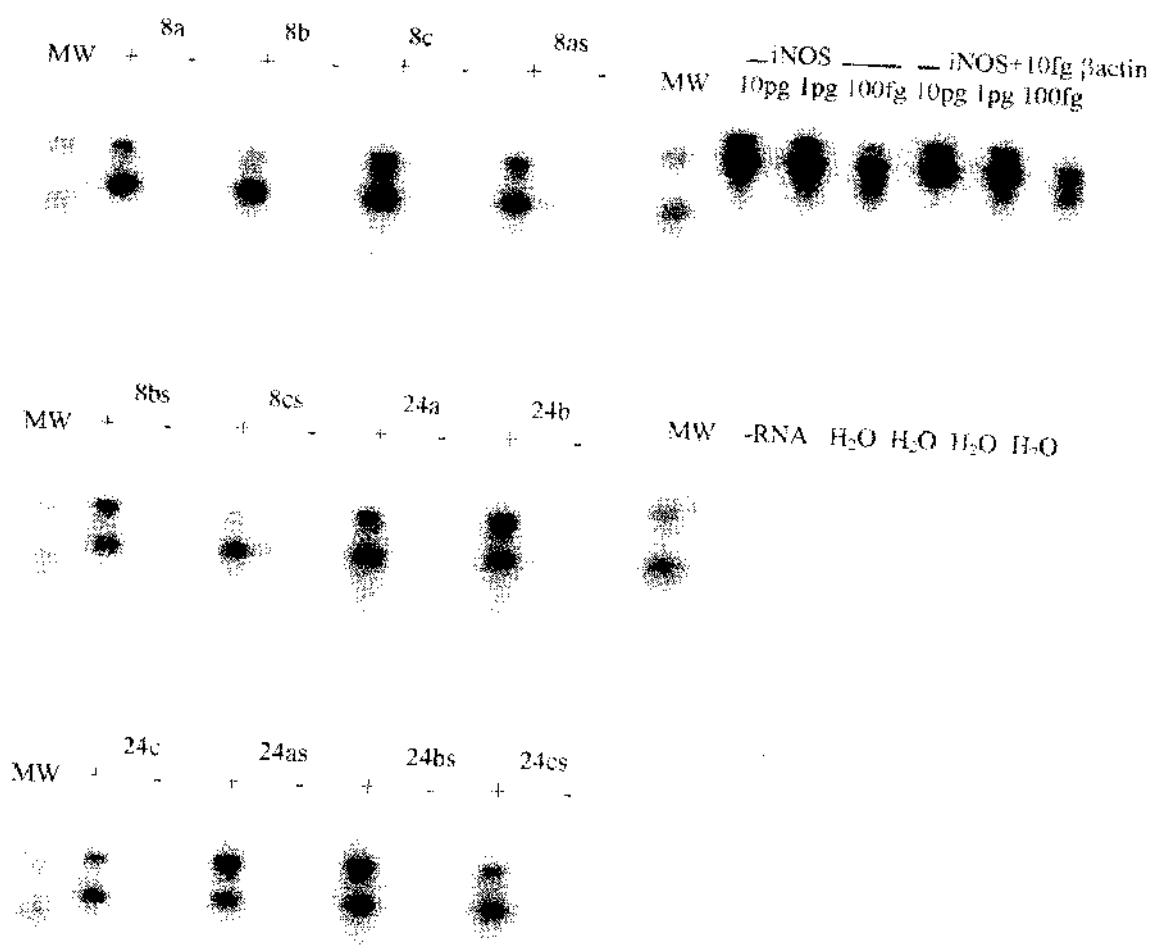 8a 8b 8c 8as
MW + - + - + - + -
iNOS iNOS+10fg βactin
MW 10pg 1pg 100fg 10pg 1pg 100fg
8bs 8cs 24a 24b
MW + - + - + - + -
MW -RNA H₂O H₂O H₂O H₂O
24c 24as 24bs 24cs
MW + - + - + - + -